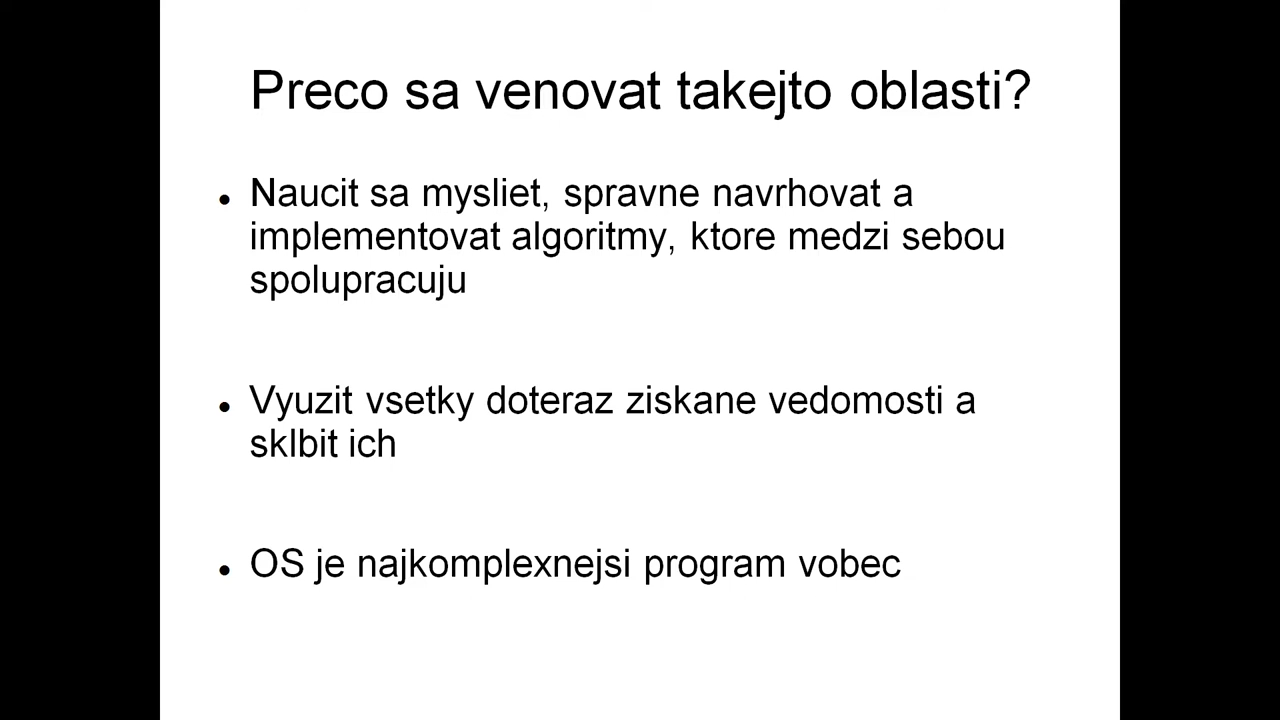 Preco sa venovat takejto oblasti?
Naucit sa mysliet, spravne navrhovat a
implementovat algoritmy, ktore medzi sebou
spolupracuju
Vyuzit vsetky doteraz ziskane vedomosti a
sklbit ich
OS je najkomplexnejsi program vobec